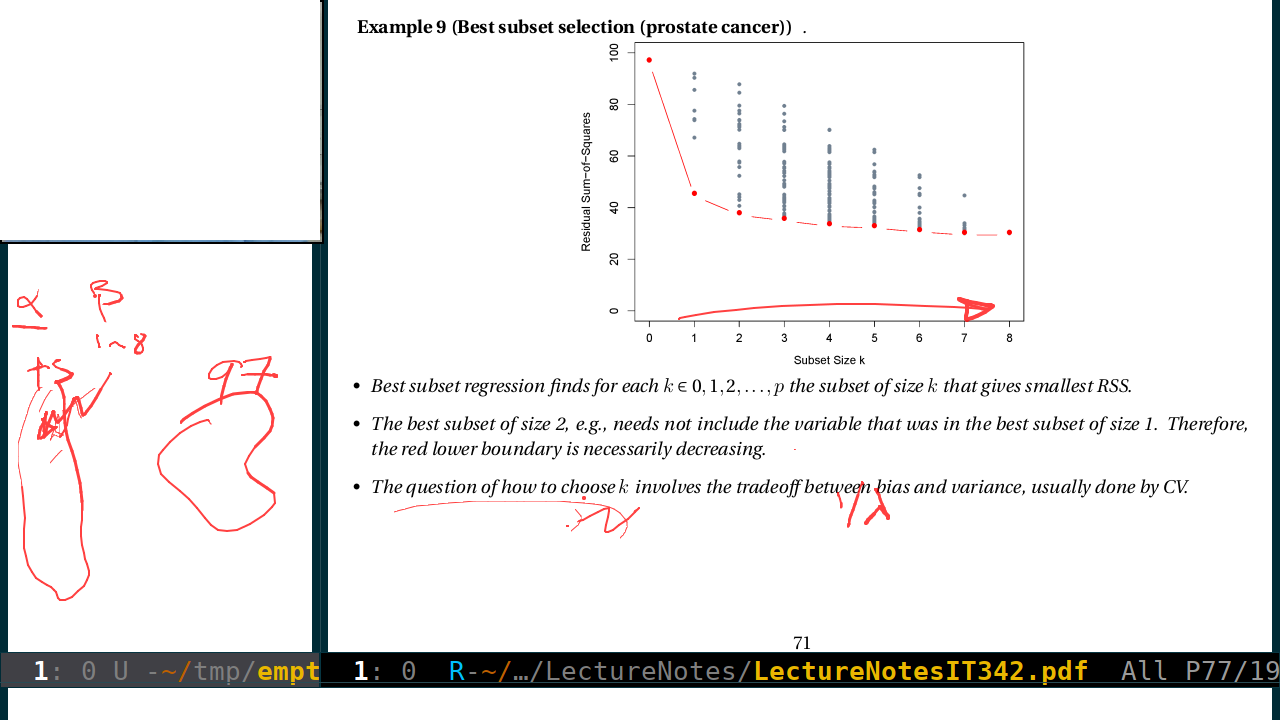 Example 9 (Best subset selection (prostate cancer)) .
Residual Sum−of−Squares
100
80
60
40
20
0
0 1 2 3 4 5 6 7 8
Subset Size k
• Best subset regression finds for each k ∈ 0, 1, 2, . . . , p the subset of size k that gives smallest RSS.
• The best subset of size 2, e.g., needs not include the variable that was in the best subset of size 1. Therefore,
the red lower boundary is necessarily decreasing.
• The question of how to choose k involves the tradeoff between bias and variance, usually done by CV.
1/λ
71
α β
1~8
+5
97
1: 0 U -~/tmp/empt
1: 0 R-~/…/LectureNotes/LectureNotesIT342.pdf All P77/19